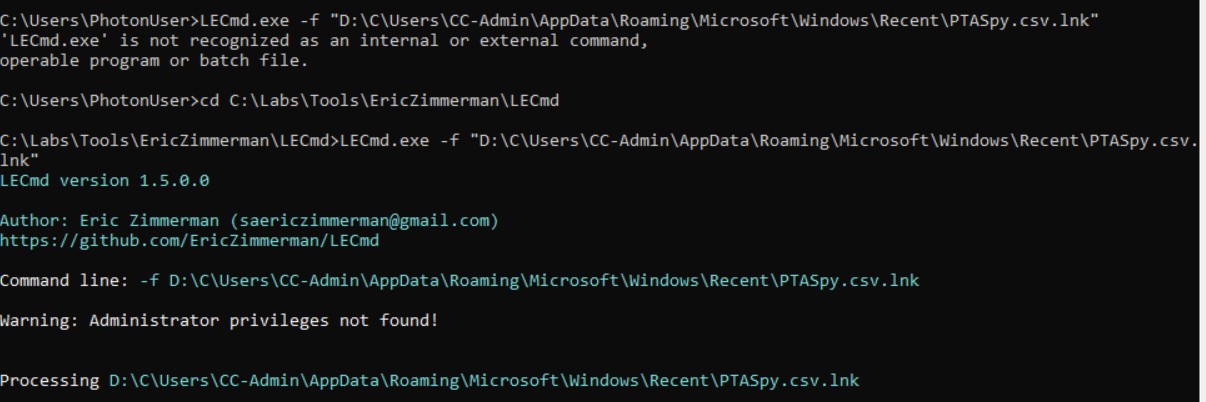 C:\Users\PhotonUser>LECmd.exe -f "D:\C\Users\CC-Admin\AppData\Roaming\Microsoft\Windows\Recent\PTASpy.csv.lnk"
'LECmd.exe' is not recognized as an internal or external command,
operable program or batch file.
C:\Users\PhotonUser>cd C:\Labs\Tools\EricZimmerman\LECmd
C:\Labs\Tools\EricZimmerman\LECmd>LECmd.exe -f "D:\C\Users\CC-Admin\AppData\Roaming\Microsoft\Windows\Recent\PTASpy.csv.
lnk"
LECmd version 1.5.0.0
Author: Eric Zimmerman (saericzimmerman@gmail.com)
https://github.com/EricZimmerman/LECmd
Command line: -f D:\C\Users\CC-Admin\AppData\Roaming\Microsoft\Windows\Recent\PTASpy.csv.lnk
Warning: Administrator privileges not found!
Processing D:\C\Users\CC-Admin\AppData\Roaming\Microsoft\Windows\Recent\PTASpy.csv.lnk